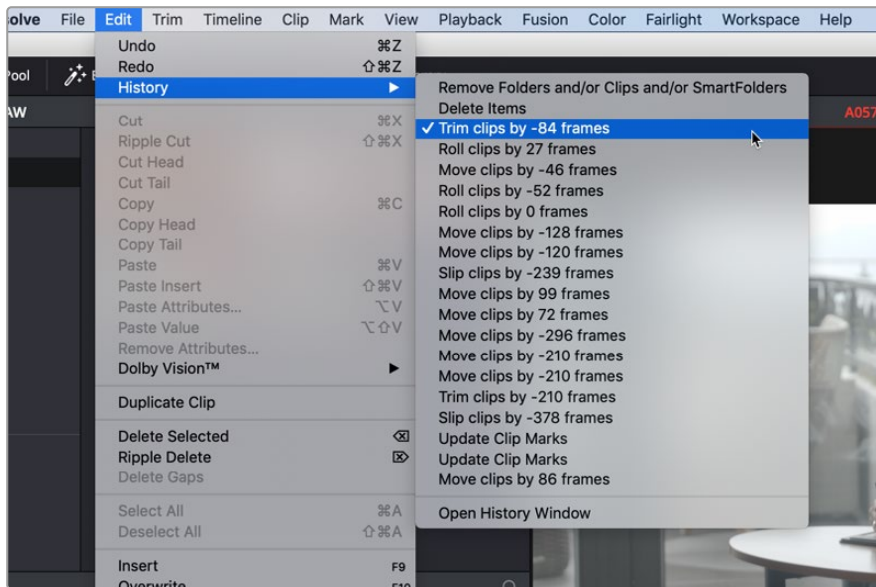 olve File Edit Trim Timeline Clip Mark View Playback Fusion Color Fairlight Workspace Help
Pool
AW
A057
Undo ⌘Z
Redo ⇧⌘Z
History ▶
Cut ⌘X
Ripple Cut ⇧⌘X
Cut Head
Cut Tail
Copy ⌘C
Copy Head
Copy Tail
Paste ⌘V
Paste Insert ⇧⌘V
Paste Attributes... ⌥V
Paste Value ⌥⇧V
Remove Attributes...
Dolby Vision™ ▶
Duplicate Clip
Delete Selected ⌫
Ripple Delete ⌦
Delete Gaps
Select All ⌘A
Deselect All ⇧⌘A
Insert F9
Overwrite F10
Remove Folders and/or Clips and/or SmartFolders
Delete Items
✓ Trim clips by -84 frames
Roll clips by 27 frames
Move clips by -46 frames
Roll clips by -52 frames
Roll clips by 0 frames
Move clips by -128 frames
Move clips by -120 frames
Slip clips by -239 frames
Move clips by 99 frames
Move clips by 72 frames
Move clips by -296 frames
Move clips by -210 frames
Move clips by -210 frames
Trim clips by -210 frames
Slip clips by -378 frames
Update Clip Marks
Update Clip Marks
Move clips by 86 frames
Open History Window